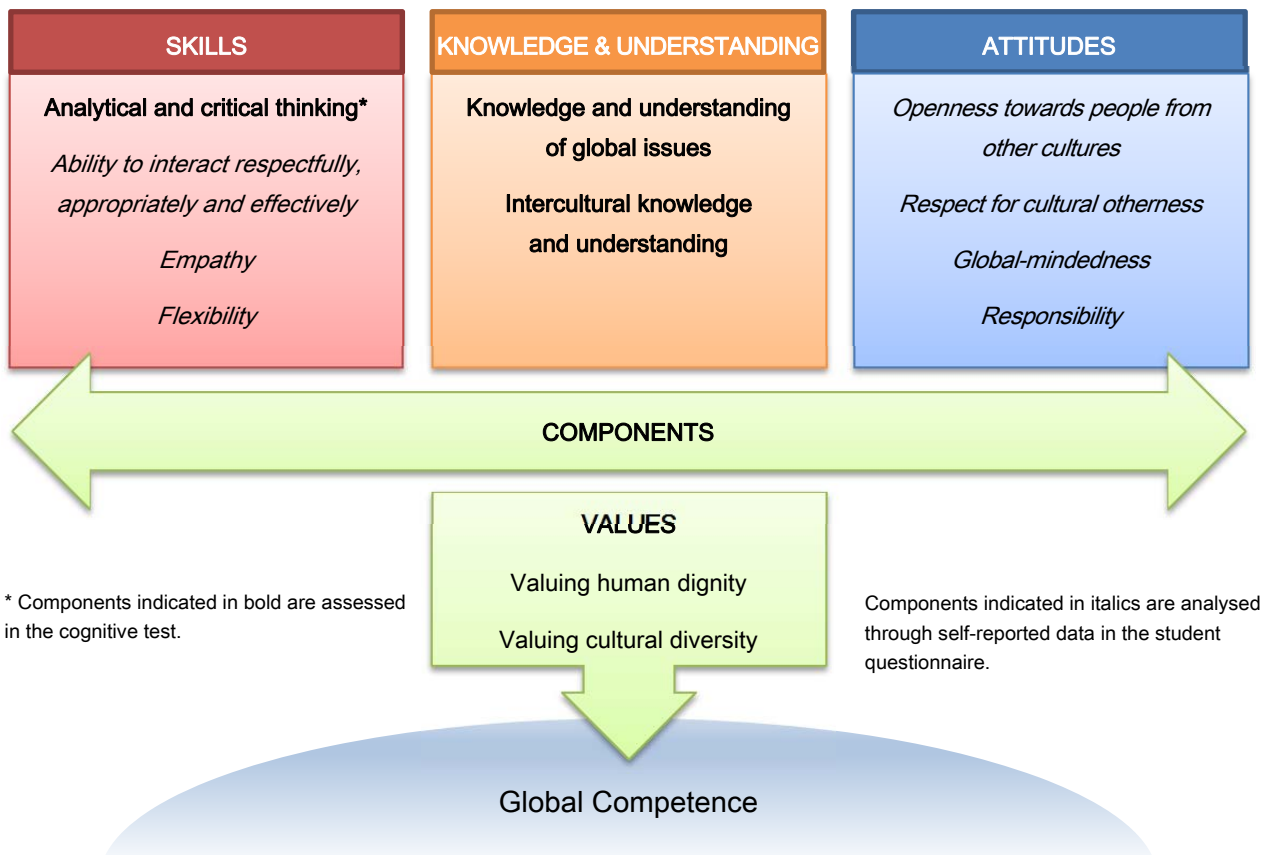 SKILLS
Analytical and critical thinking*
Ability to interact respectfully,
appropriately and effectively
Empathy
Flexibility
KNOWLEDGE & UNDERSTANDING
Knowledge and understanding
of global issues
Intercultural knowledge
and understanding
ATTITUDES
Openness towards people from
other cultures
Respect for cultural otherness
Global-mindedness
Responsibility
COMPONENTS
VALUES
Valuing human dignity
Valuing cultural diversity
* Components indicated in bold are assessed
in the cognitive test.
Components indicated in italics are analysed
through self-reported data in the student
questionnaire.
Global Competence